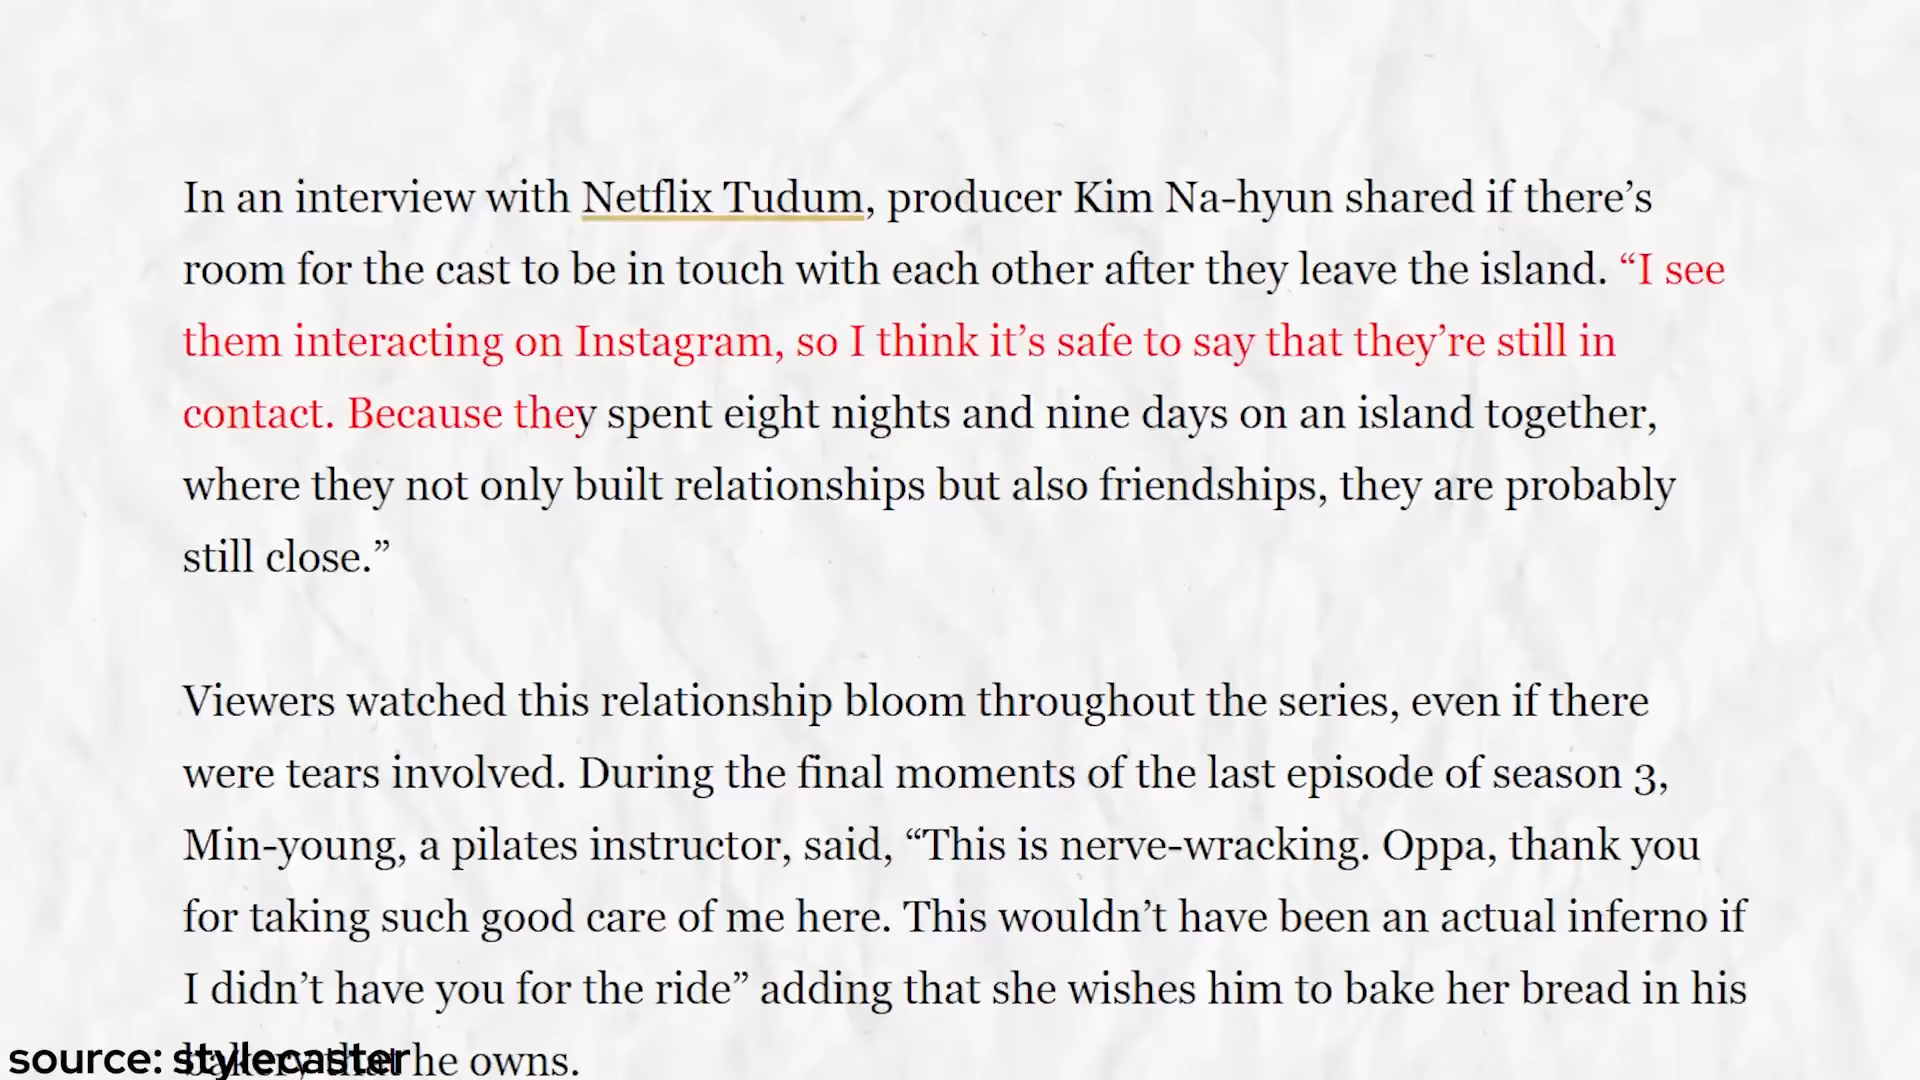 In an interview with Netflix Tudum, producer Kim Na-hyun shared if there’s
room for the cast to be in touch with each other after they leave the island. “I see
them interacting on Instagram, so I think it’s safe to say that they’re still in
contact. Because they spent eight nights and nine days on an island together,
where they not only built relationships but also friendships, they are probably
still close.”
Viewers watched this relationship bloom throughout the series, even if there
were tears involved. During the final moments of the last episode of season 3,
Min-young, a pilates instructor, said, “This is nerve-wracking. Oppa, thank you
for taking such good care of me here. This wouldn’t have been an actual inferno if
I didn’t have you for the ride” adding that she wishes him to bake her bread in his
bakery that he owns.
source: stylecaster